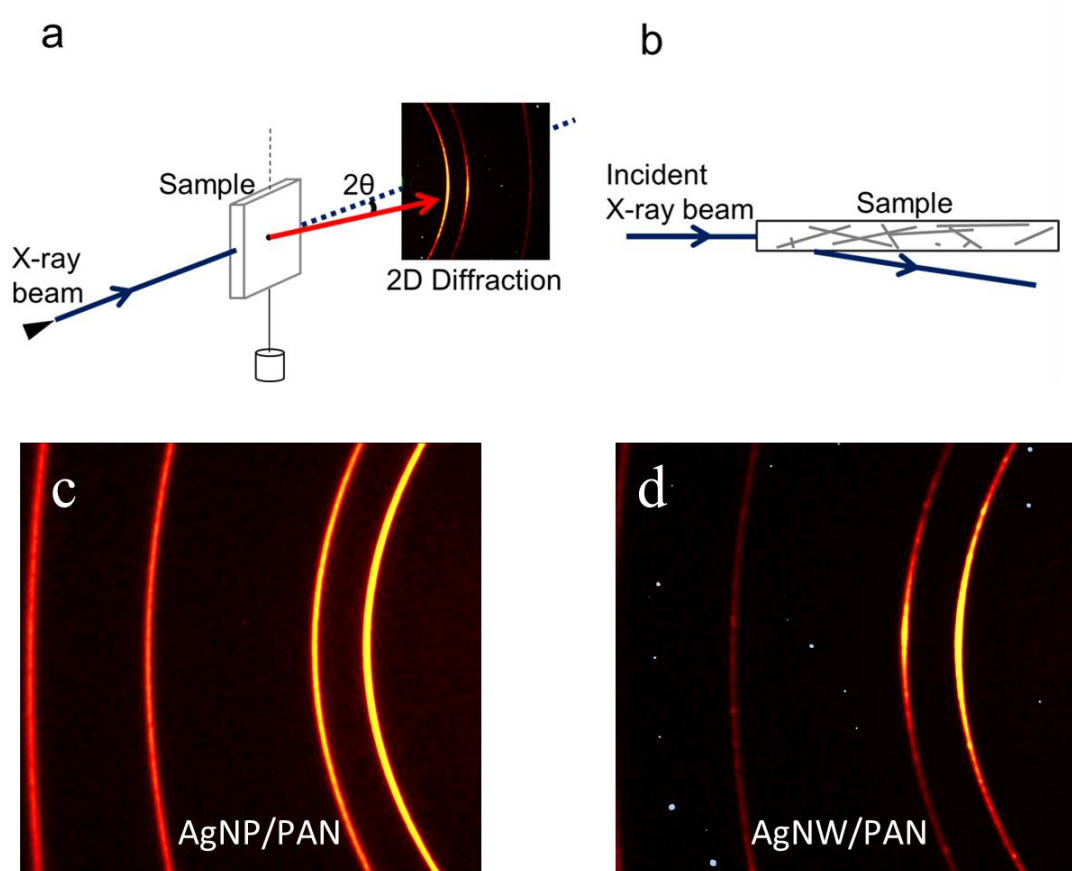 a
b
Sample
2θ
X-ray
beam
2D Diffraction
Incident
X-ray beam
Sample
c
AgNP/PAN
d
AgNW/PAN